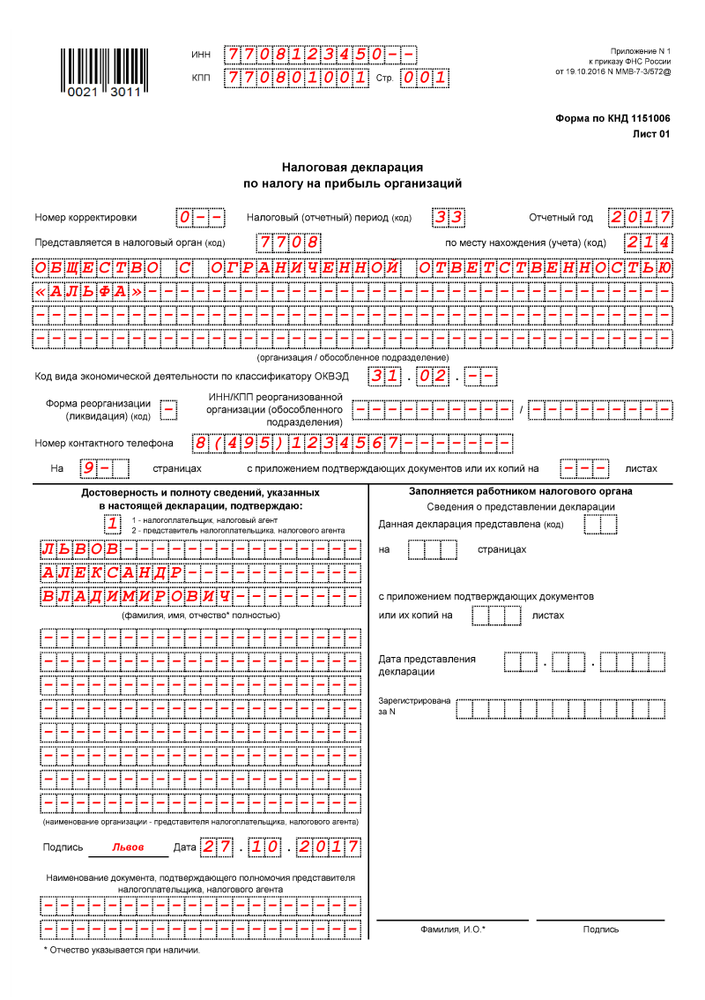 ИНН 7708123450--
Приложение N 1
к приказу ФНС России
от 19.10.2016 N ММВ-7-3/572@
КПП 770801001 Стр. 001
0021 3011
Форма по КНД 1151006
Лист 01
Налоговая декларация
по налогу на прибыль организаций
Номер корректировки 0-- Налоговый (отчетный) период (код) 33 Отчетный год 2017
Представляется в налоговый орган (код) 7708 по месту нахождения (учета) (код) 214
ОБЩЕСТВО С ОГРАНИЧЕННОЙ ОТВЕТСТВЕННОСТЬЮ
«АЛЬФА»---------------------------------
----------------------------------------
----------------------------------------
(организация / обособленное подразделение)
Код вида экономической деятельности по классификатору ОКВЭД 31.02.--
Форма реорганизации (ликвидация) (код) - ИНН/КПП реорганизованной организации (обособленного подразделения) ---------- / ---------
Номер контактного телефона 8(495)1234567-------
На 9- страницах с приложением подтверждающих документов или их копий на --- листах
Достоверность и полноту сведений, указанных
в настоящей декларации, подтверждаю:
1 1 - налогоплательщик, налоговый агент
2 - представитель налогоплательщика, налогового агента
ЛЬВОВ---------------
АЛЕКСАНДР-----------
ВЛАДИМИРОВИЧ--------
(фамилия, имя, отчество* полностью)
--------------------
--------------------
--------------------
--------------------
--------------------
--------------------
--------------------
--------------------
(наименование организации - представителя налогоплательщика, налогового агента)
Подпись Львов Дата 27.10.2017
Наименование документа, подтверждающего полномочия представителя
налогоплательщика, налогового агента
--------------------
--------------------
* Отчество указывается при наличии.
Заполняется работником налогового органа
Сведения о представлении декларации
Данная декларация представлена (код)
на страницах
с приложением подтверждающих документов
или их копий на листах
Дата представления . .
декларации
Зарегистрирована
за N
Фамилия, И.О.* Подпись